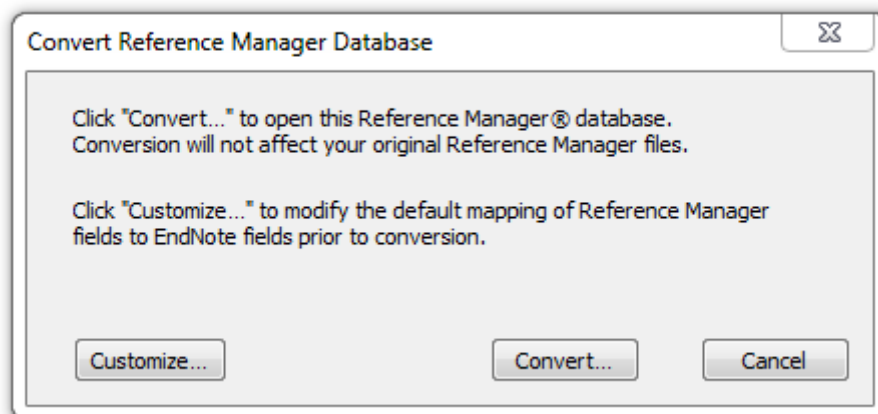 Convert Reference Manager Database
Click "Convert..." to open this Reference Manager® database.
Conversion will not affect your original Reference Manager files.
Click "Customize..." to modify the default mapping of Reference Manager
fields to EndNote fields prior to conversion.
Customize...
Convert...
Cancel